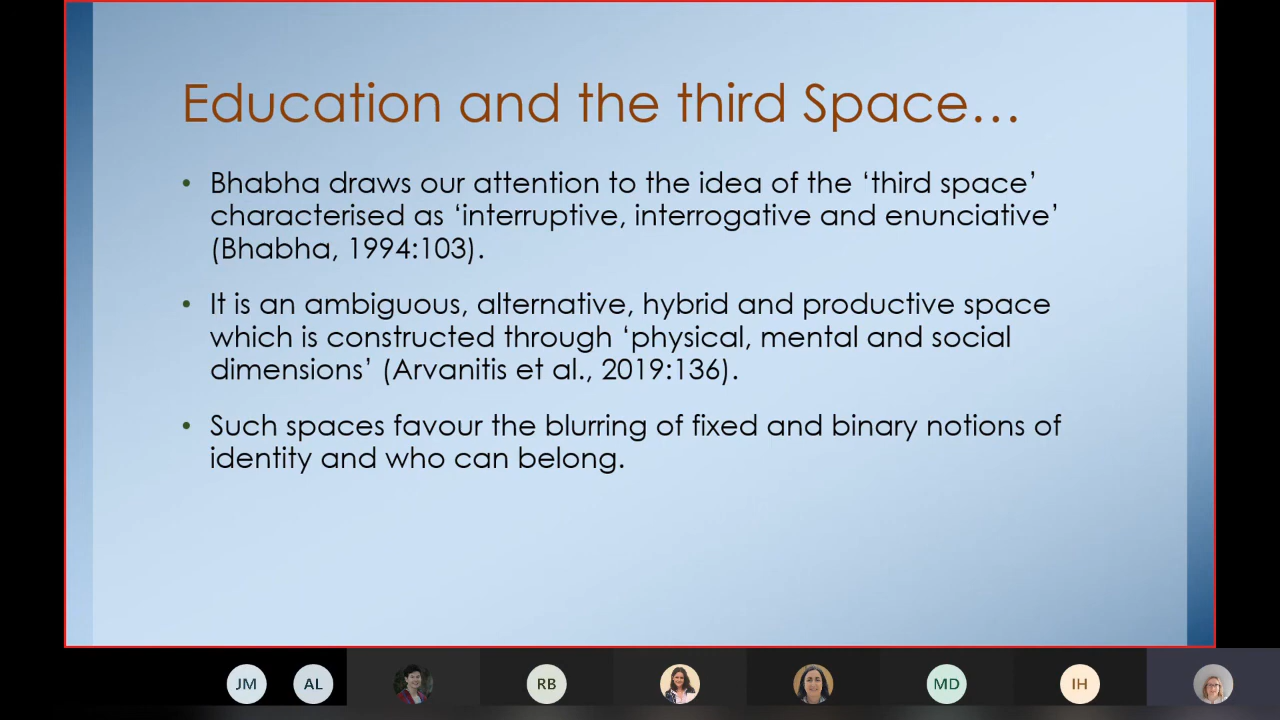 Education and the third Space…
• Bhabha draws our attention to the idea of the ‘third space’
characterised as ‘interruptive, interrogative and enunciative’
(Bhabha, 1994:103).
• It is an ambiguous, alternative, hybrid and productive space
which is constructed through ‘physical, mental and social
dimensions’ (Arvanitis et al., 2019:136).
• Such spaces favour the blurring of fixed and binary notions of
identity and who can belong.
JM AL RB MD IH